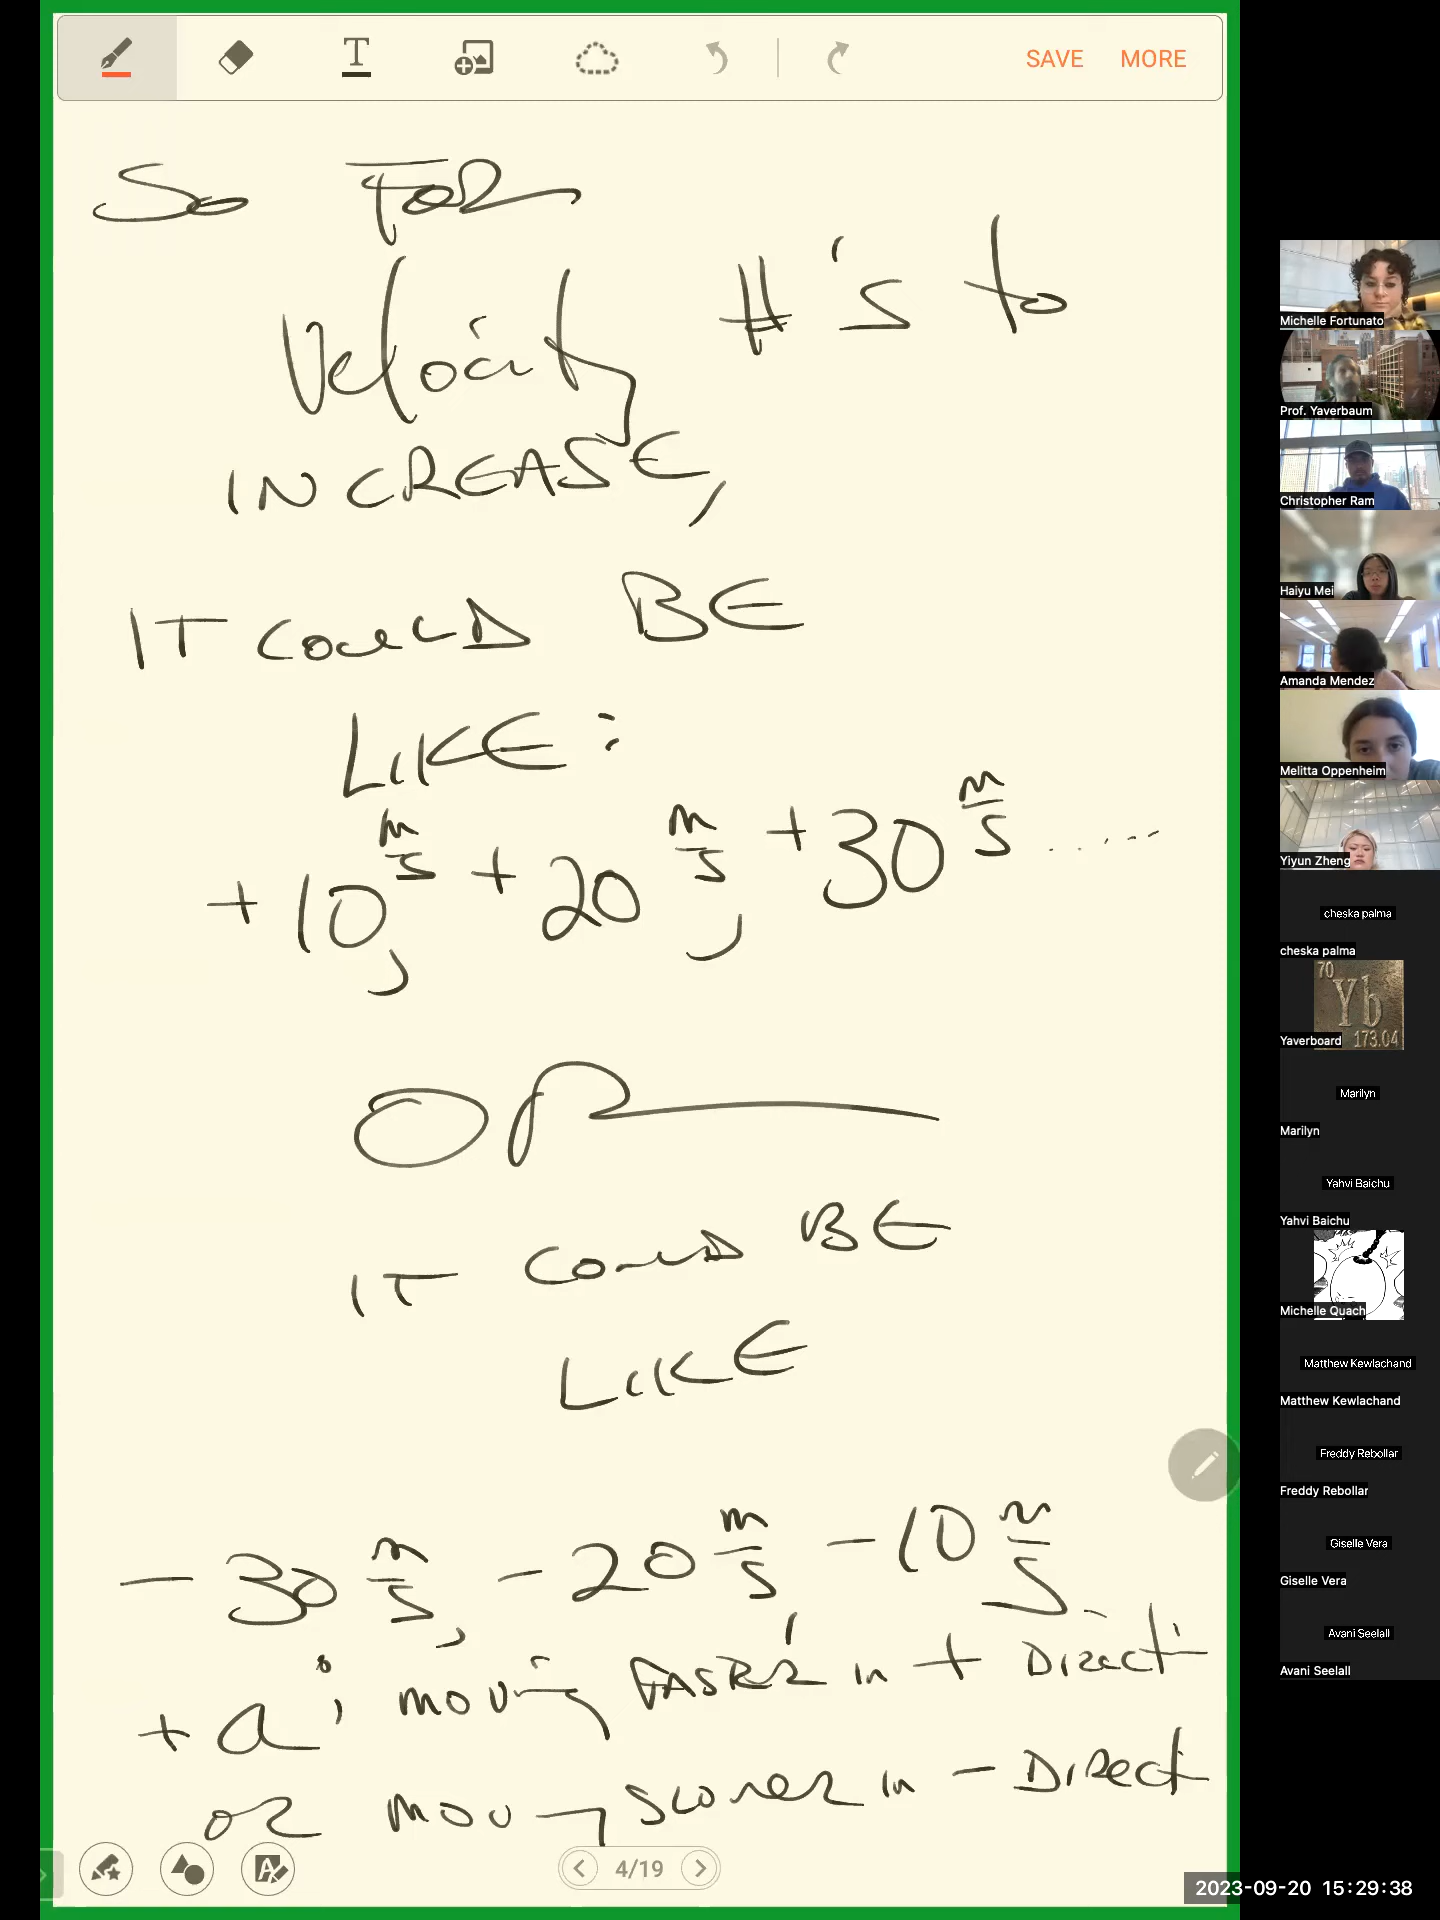 T
SAVE MORE
So FOR
Velocity #'s to
INCREASE,
IT COULD BE
LIKE:
+10 m/s, +20 m/s, +30 m/s .....
OR
IT COULD BE
LIKE
-30 m/s, -20 m/s, -10 m/s
+a: moving FASTER in + Directi
or moving SLOWER in - Direct
4/19
Michelle Fortunato
Prof. Yaverbaum
Christopher Ram
Haiyu Mei
Amanda Mendez
Melitta Oppenheim
Yiyun Zheng
cheska palma
cheska palma
70
Yb
173.04
Yaverboard
Marilyn
Marilyn
Yahvi Baichu
Yahvi Baichu
Michelle Quach
Matthew Kewlachand
Matthew Kewlachand
Freddy Rebollar
Freddy Rebollar
Giselle Vera
Giselle Vera
Avani Seelall
Avani Seelall
2023-09-20 15:29:38